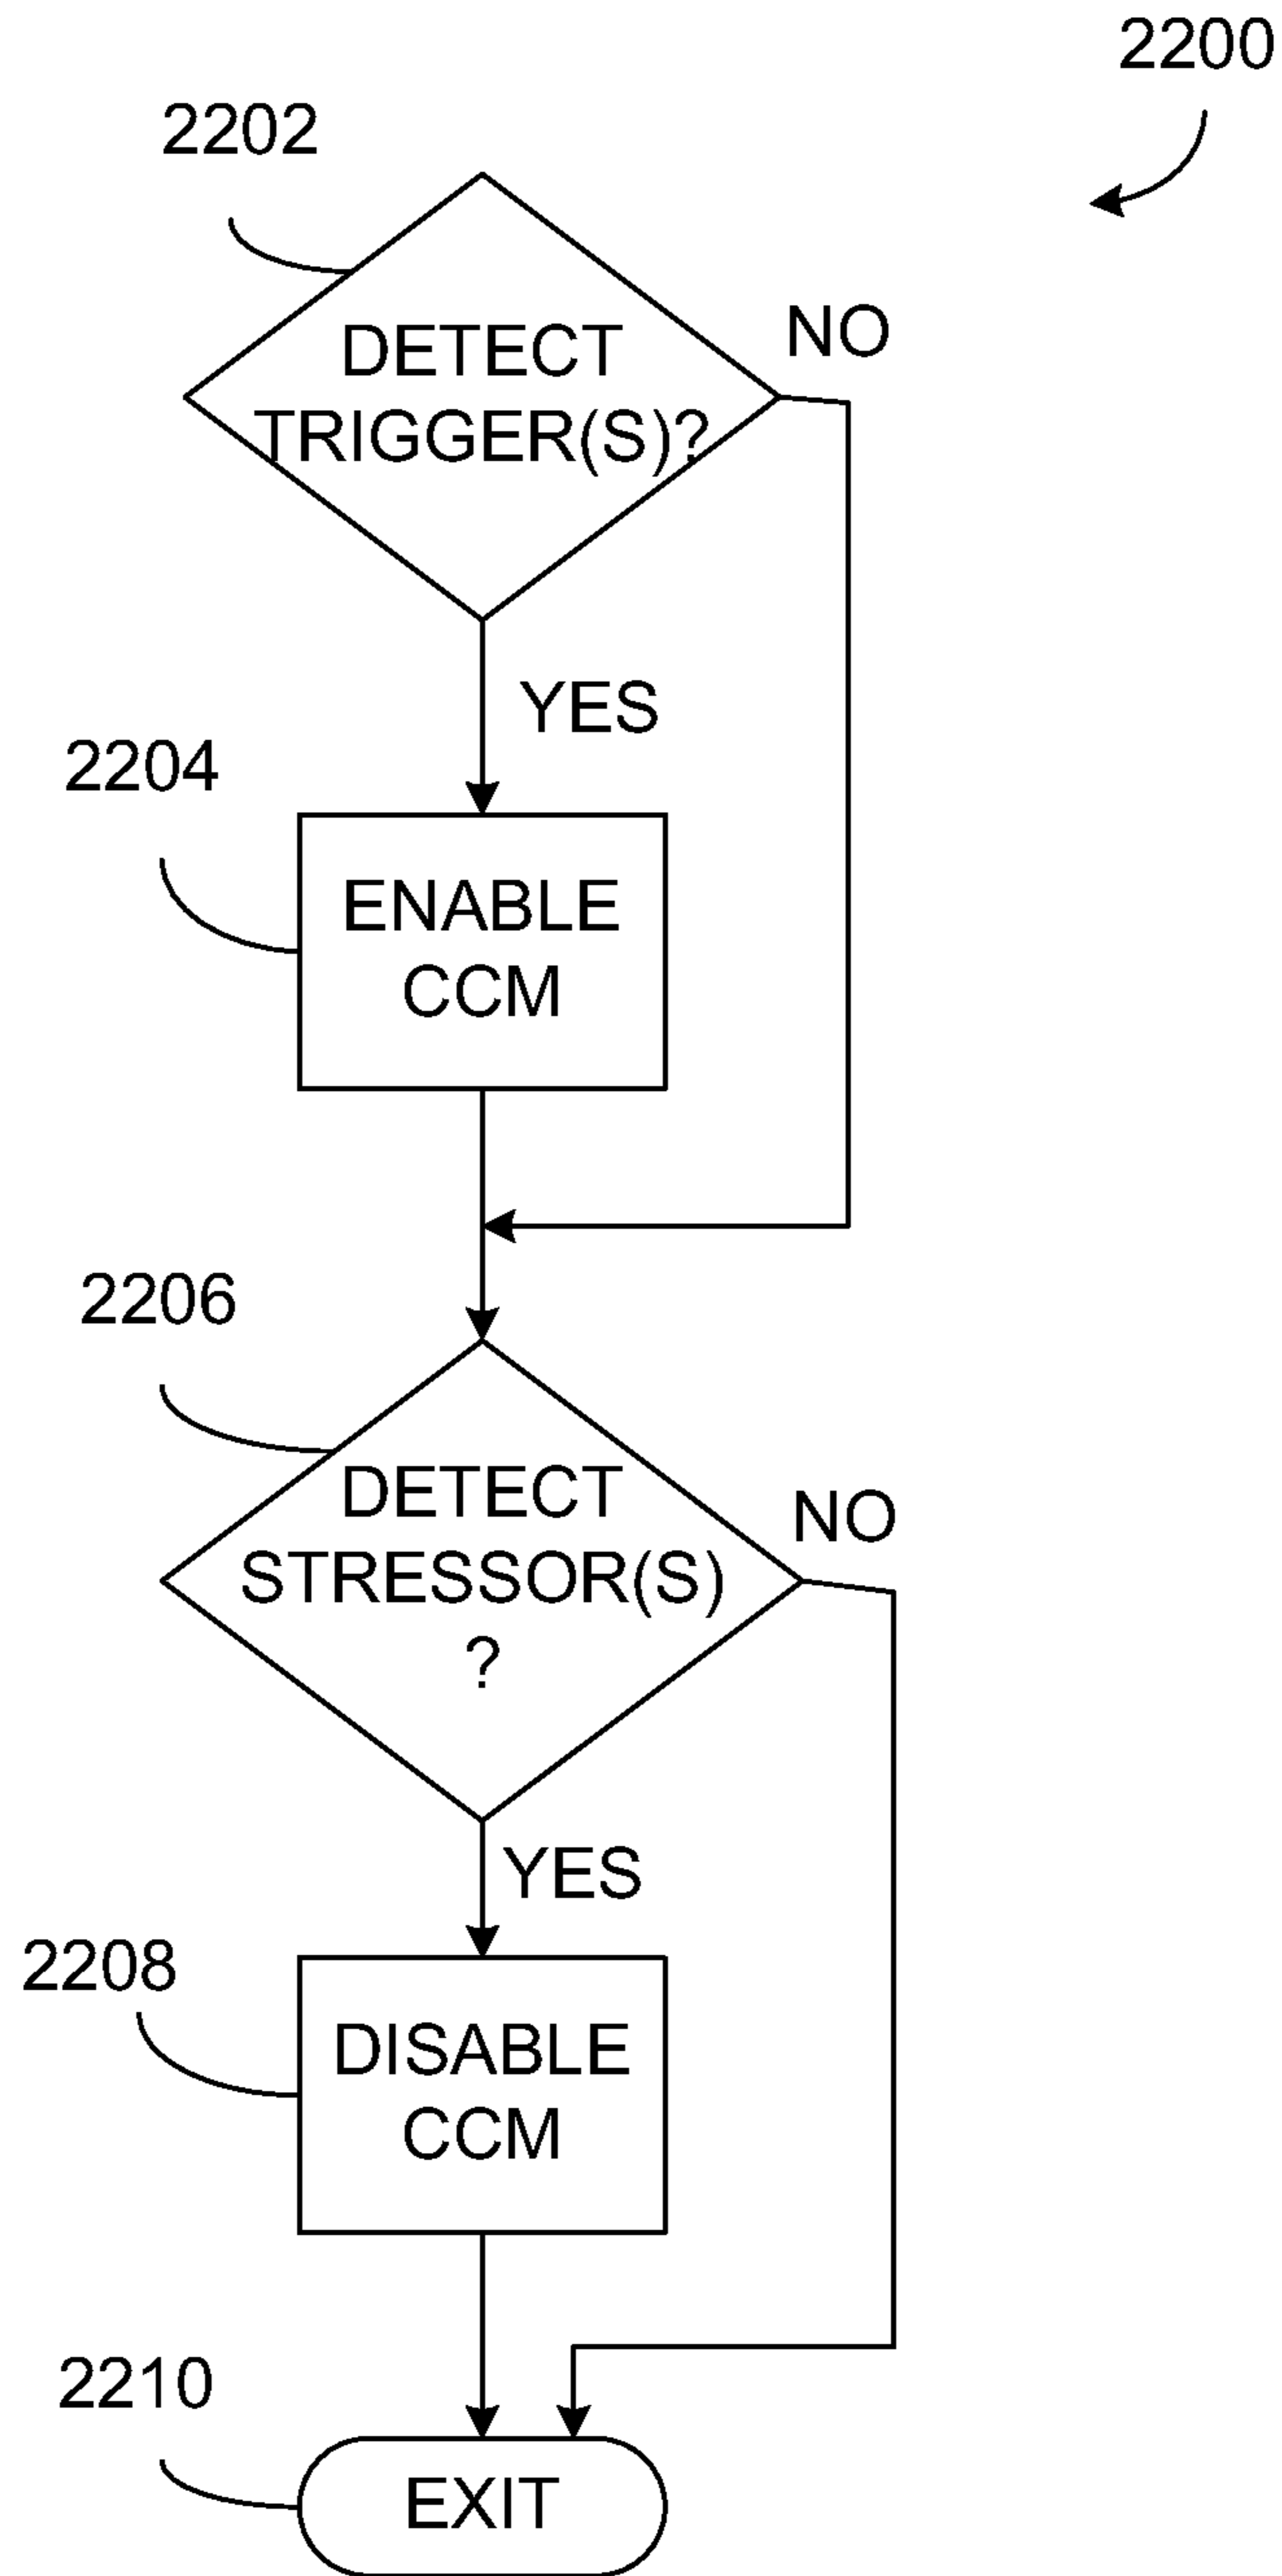 2200
2202
DETECT
TRIGGER(S)?
NO
YES
2204
ENABLE
CCM
2206
DETECT
STRESSOR(S)
?
NO
YES
2208
DISABLE
CCM
2210
EXIT